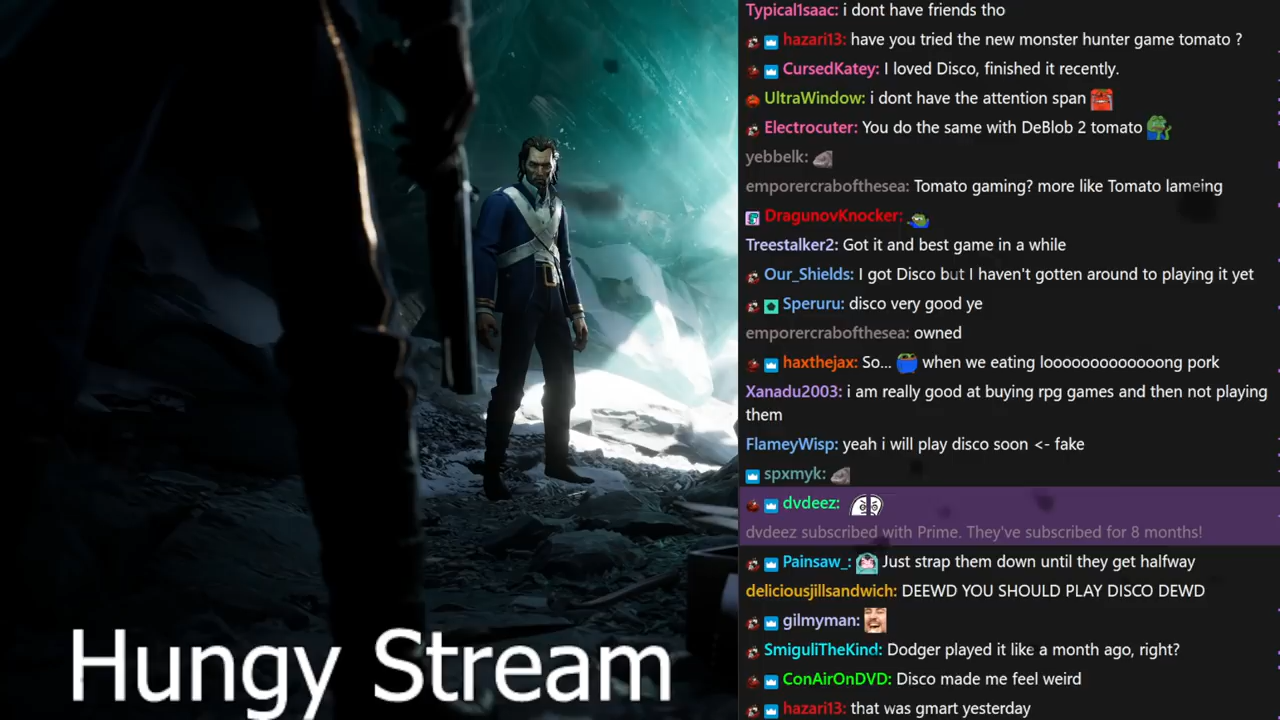 Typical1saac: i dont have friends tho
hazari13: have you tried the new monster hunter game tomato ?
CursedKatey: I loved Disco, finished it recently.
UltraWindow: i dont have the attention span
Electrocuter: You do the same with DeBlob 2 tomato
yebbelk:
emporercrabofthesea: Tomato gaming? more like Tomato lameing
DragunovKnocker:
Treestalker2: Got it and best game in a while
Our_Shields: I got Disco but I haven't gotten around to playing it yet
Speruru: disco very good ye
emporercrabofthesea: owned
haxthejax: So... when we eating looooooooooooong pork
Xanadu2003: i am really good at buying rpg games and then not playing
them
FlameyWisp: yeah i will play disco soon <- fake
spxmyk:
dvdeez:
dvdeez subscribed with Prime. They've subscribed for 8 months!
Painsaw_: Just strap them down until they get halfway
deliciousjillsandwich: DEEWD YOU SHOULD PLAY DISCO DEWD
gilmyman:
SmiguliTheKind: Dodger played it like a month ago, right?
ConAirOnDVD: Disco made me feel weird
hazari13: that was gmart yesterday
Hungy Stream